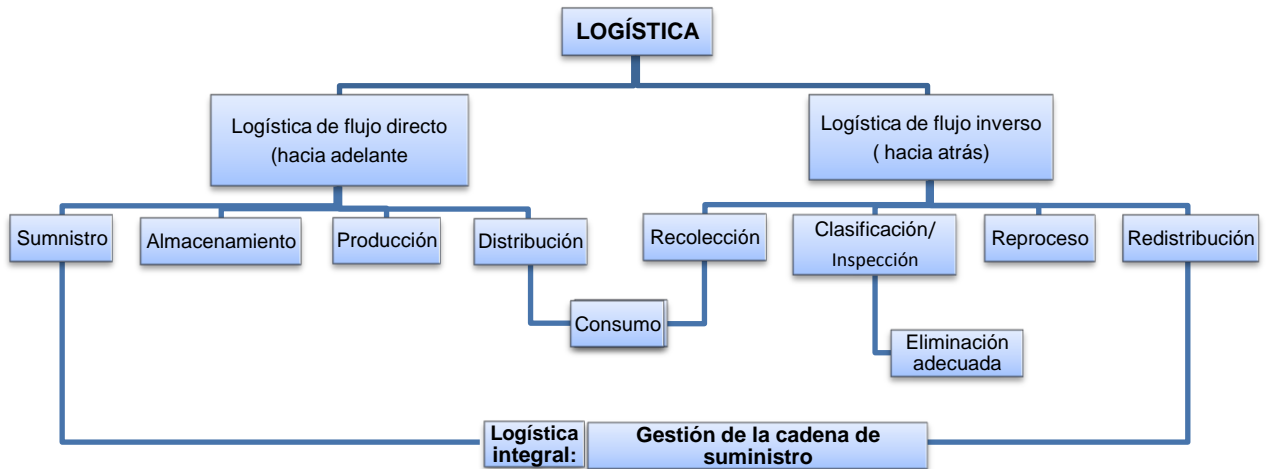 LOGÍSTICA
Logística de flujo directo
(hacia adelante
Logística de flujo inverso
( hacia atrás)
Sumnistro
Almacenamiento
Producción
Distribución
Recolección
Clasificación/
Inspección
Reproceso
Redistribución
Consumo
Eliminación
adecuada
Logística
integral:
Gestión de la cadena de
suministro